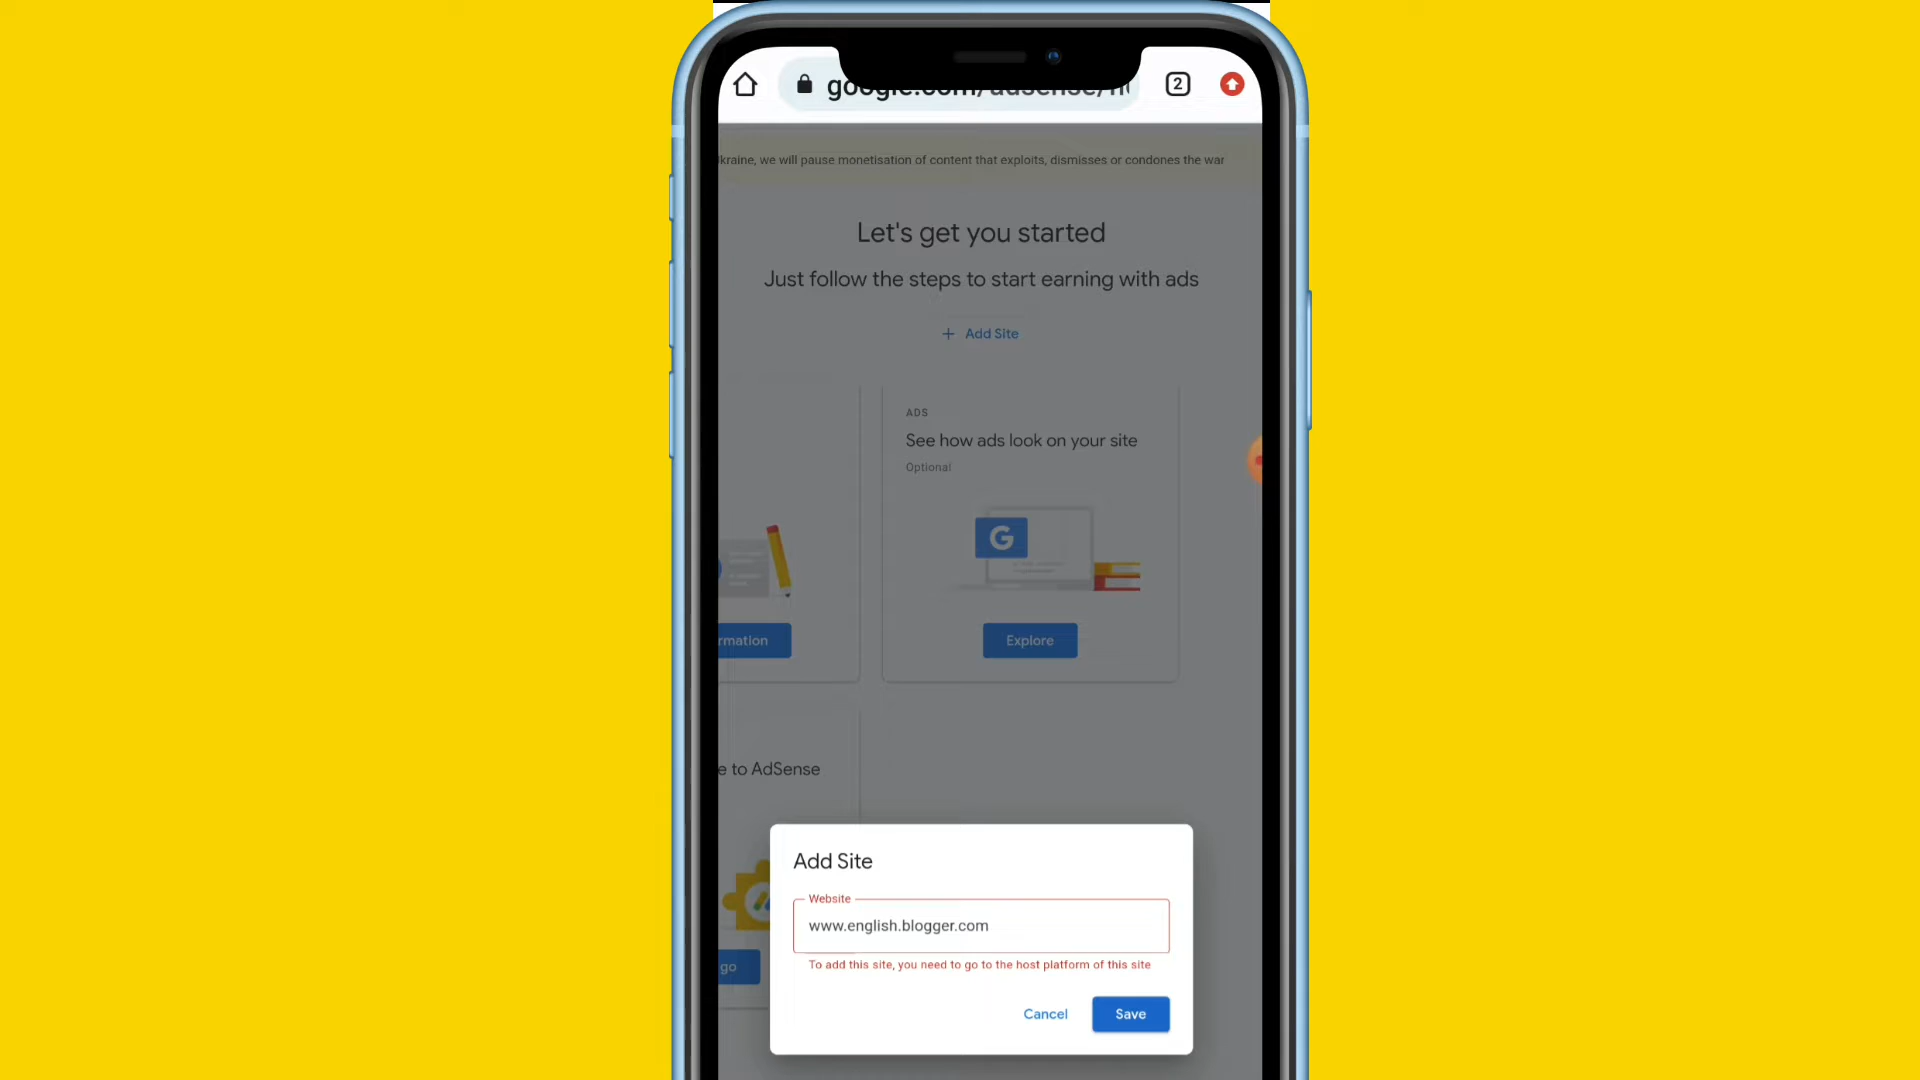 google.com/adsense/
2
kraine, we will pause monetisation of content that exploits, dismisses or condones the war
Let's get you started
Just follow the steps to start earning with ads
+ Add Site
ADS
See how ads look on your site
Optional
G
rmation
Explore
e to AdSense
go
Add Site
Website
www.english.blogger.com
To add this site, you need to go to the host platform of this site
Cancel
Save